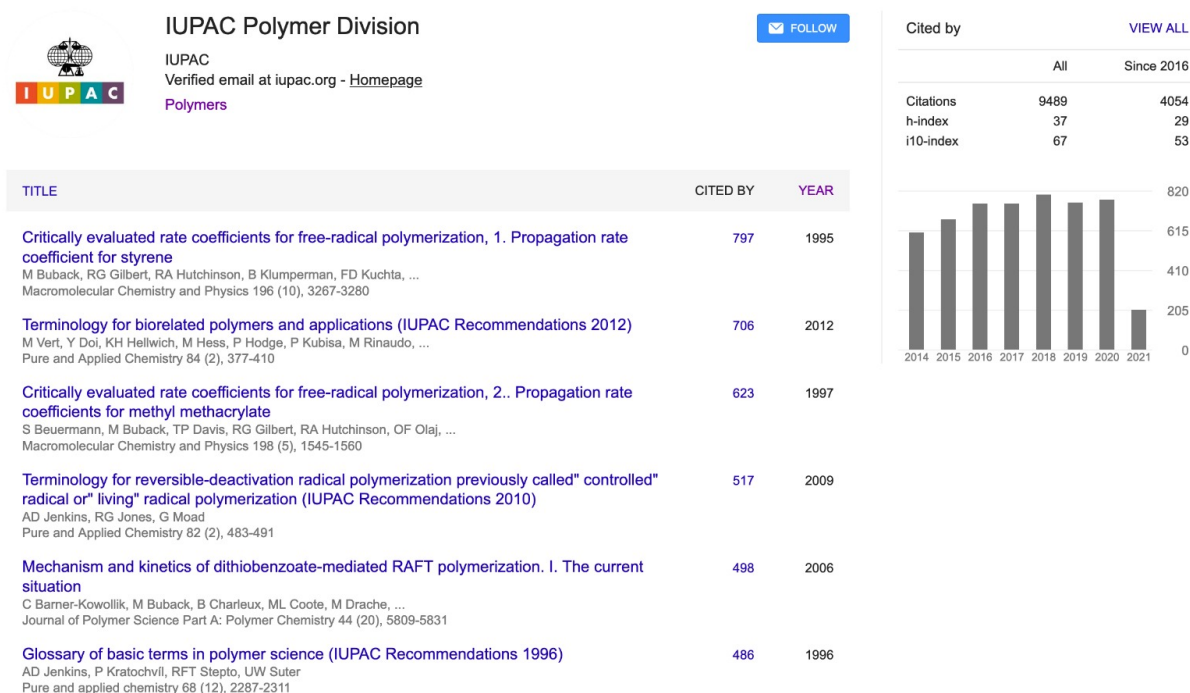 IUPAC Polymer Division
IUPAC
Verified email at iupac.org - Homepage
Polymers
FOLLOW
IUPAC
TITLE CITED BY YEAR
Critically evaluated rate coefficients for free-radical polymerization, 1. Propagation rate 797 1995
coefficient for styrene
M Buback, RG Gilbert, RA Hutchinson, B Klumperman, FD Kuchta, ...
Macromolecular Chemistry and Physics 196 (10), 3267-3280
Terminology for biorelated polymers and applications (IUPAC Recommendations 2012) 706 2012
M Vert, Y Doi, KH Hellwich, M Hess, P Hodge, P Kubisa, M Rinaudo, ...
Pure and Applied Chemistry 84 (2), 377-410
Critically evaluated rate coefficients for free-radical polymerization, 2.. Propagation rate 623 1997
coefficients for methyl methacrylate
S Beuermann, M Buback, TP Davis, RG Gilbert, RA Hutchinson, OF Olaj, ...
Macromolecular Chemistry and Physics 198 (5), 1545-1560
Terminology for reversible-deactivation radical polymerization previously called" controlled" 517 2009
radical or" living" radical polymerization (IUPAC Recommendations 2010)
AD Jenkins, RG Jones, G Moad
Pure and Applied Chemistry 82 (2), 483-491
Mechanism and kinetics of dithiobenzoate-mediated RAFT polymerization. I. The current 498 2006
situation
C Barner-Kowollik, M Buback, B Charleux, ML Coote, M Drache, ...
Journal of Polymer Science Part A: Polymer Chemistry 44 (20), 5809-5831
Glossary of basic terms in polymer science (IUPAC Recommendations 1996) 486 1996
AD Jenkins, P Kratochvíl, RFT Stepto, UW Suter
Pure and applied chemistry 68 (12), 2287-2311
Cited by VIEW ALL
All Since 2016
Citations 9489 4054
h-index 37 29
i10-index 67 53
820
615
410
205
0
2014 2015 2016 2017 2018 2019 2020 2021